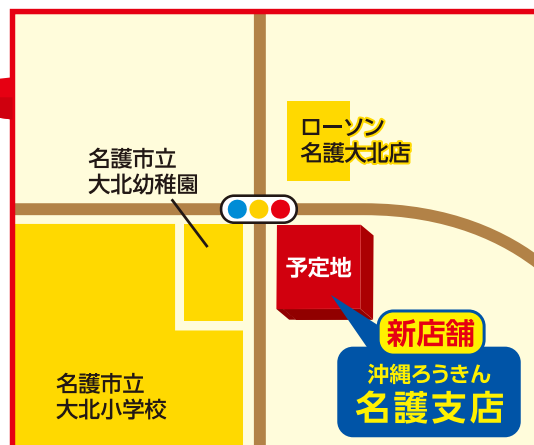 ローソン
名護大北店
名護市立
大北幼稚園
予定地
新店舗
沖縄ろうきん
名護支店
名護市立
大北小学校